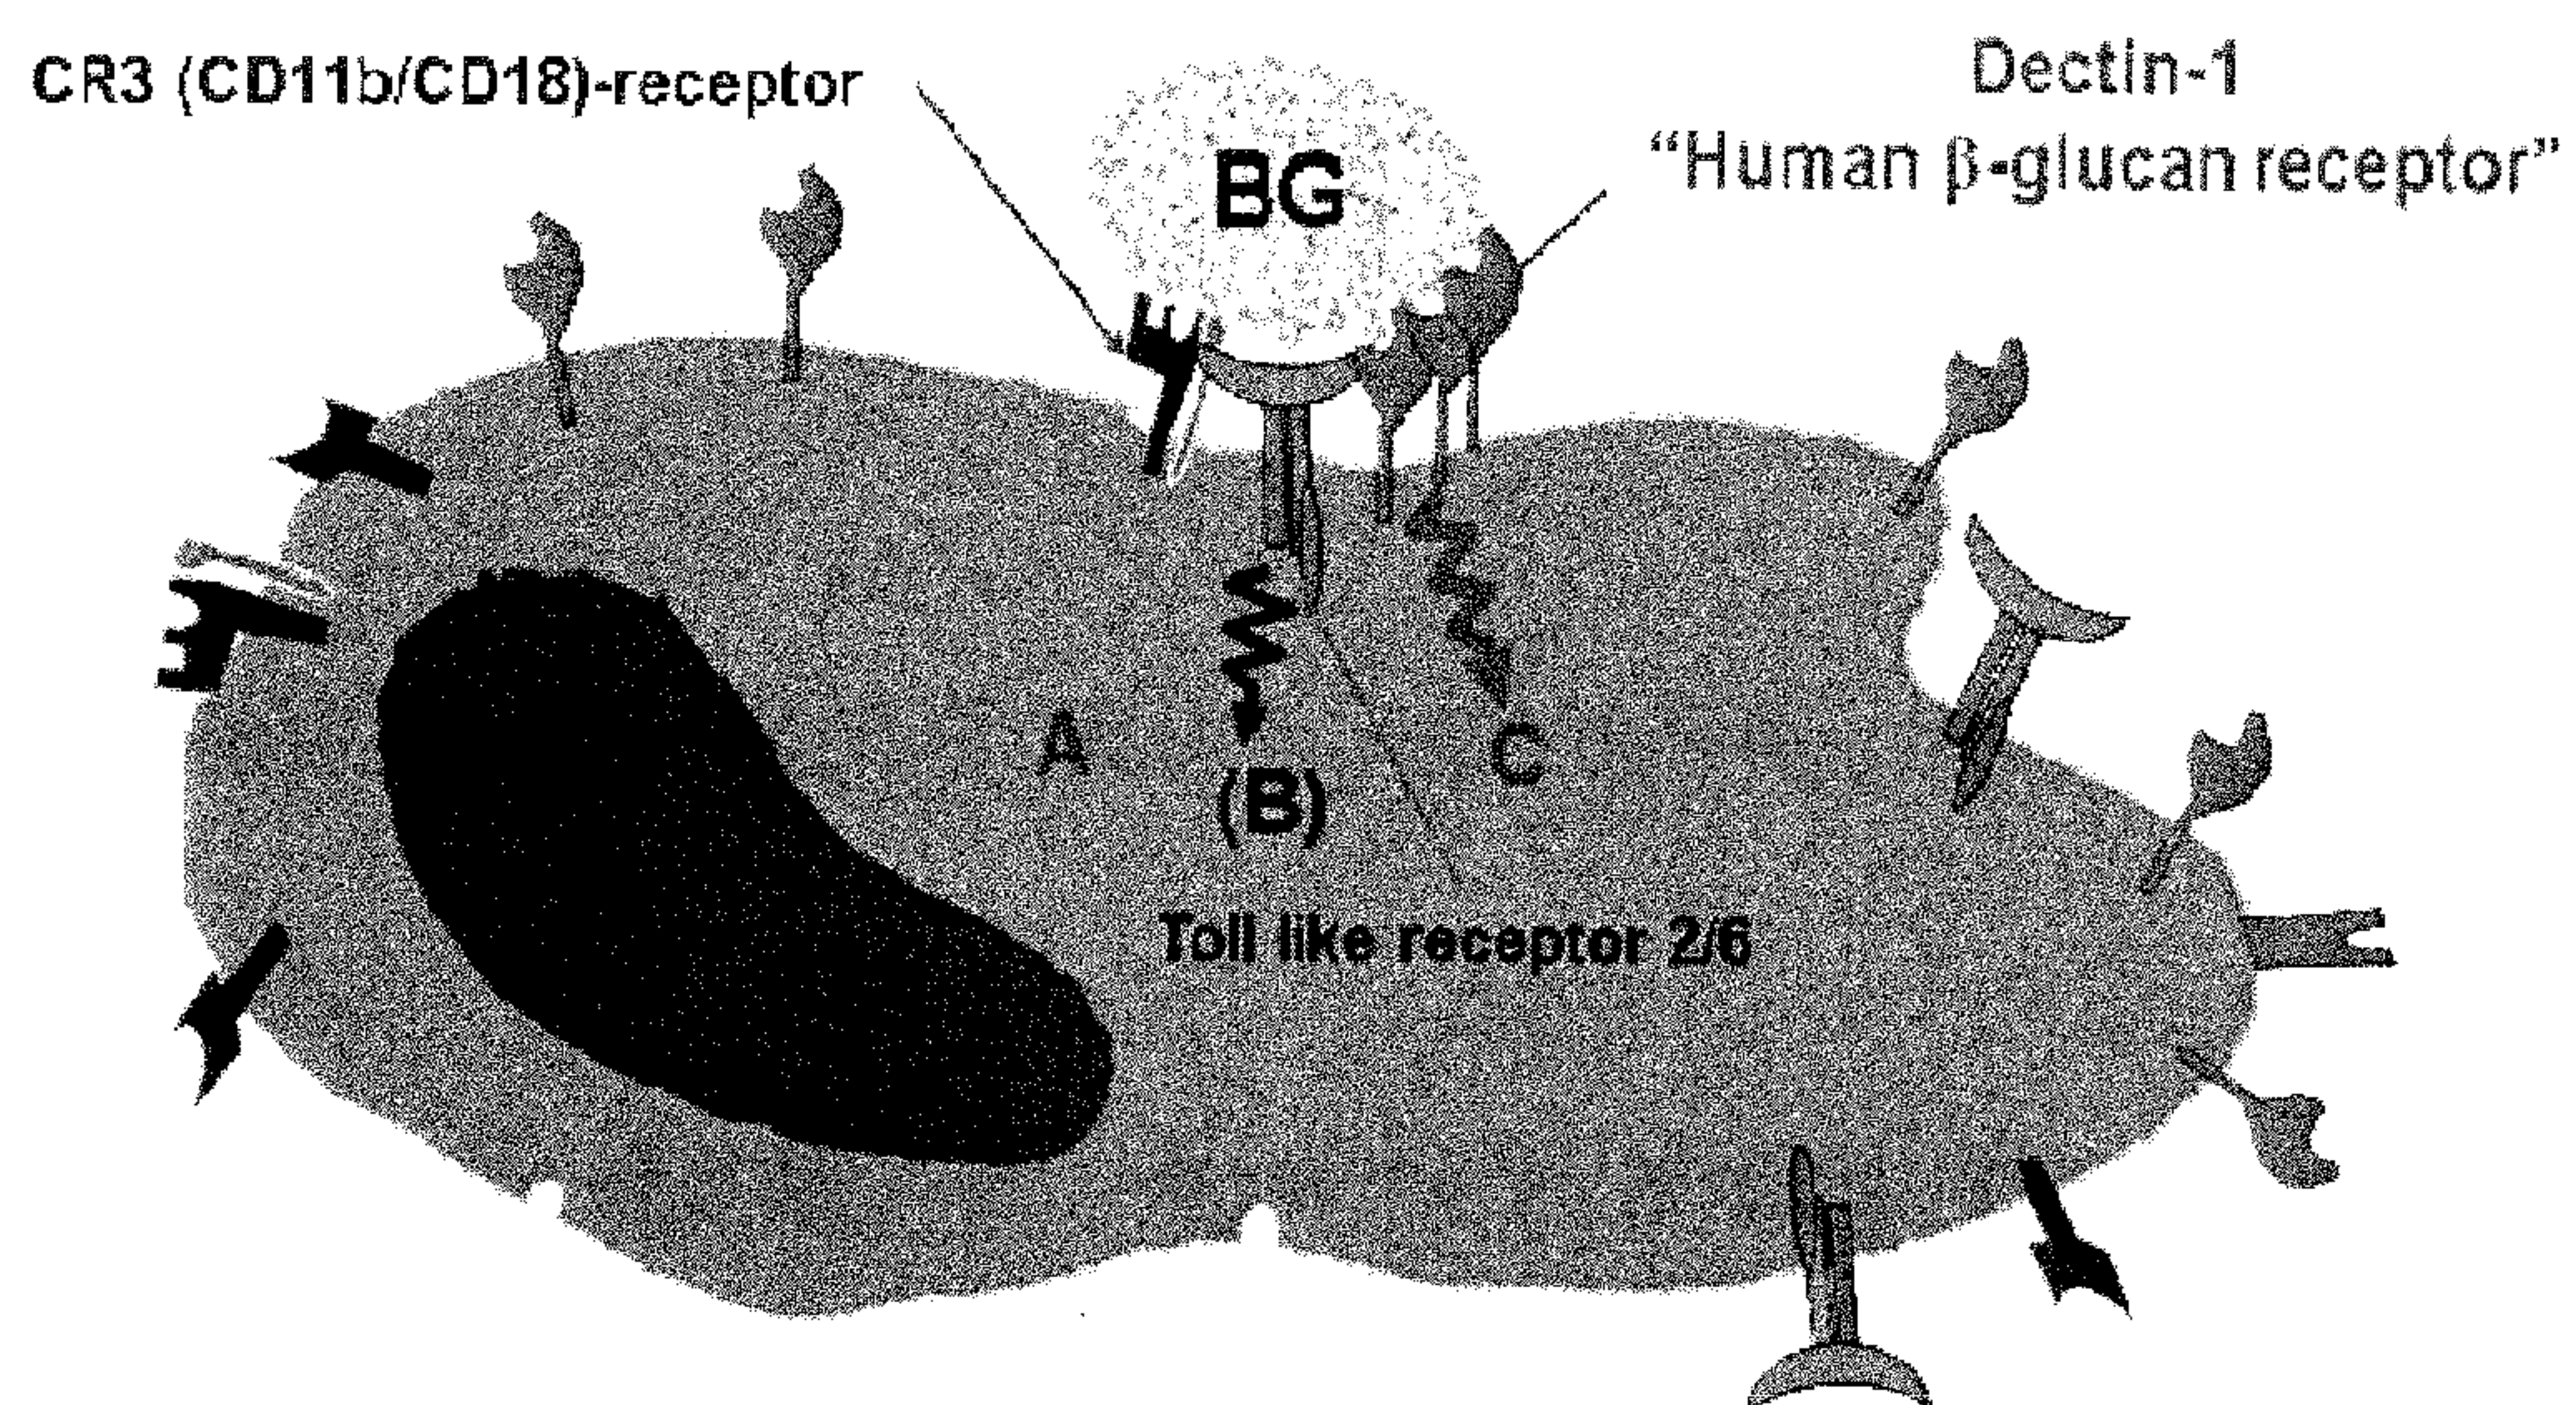 CR3 (CD11b/CD18)-receptor
Dectin-1
“Human β-glucan receptor”
BG
A
(B)
C
Toll like receptor 2/6